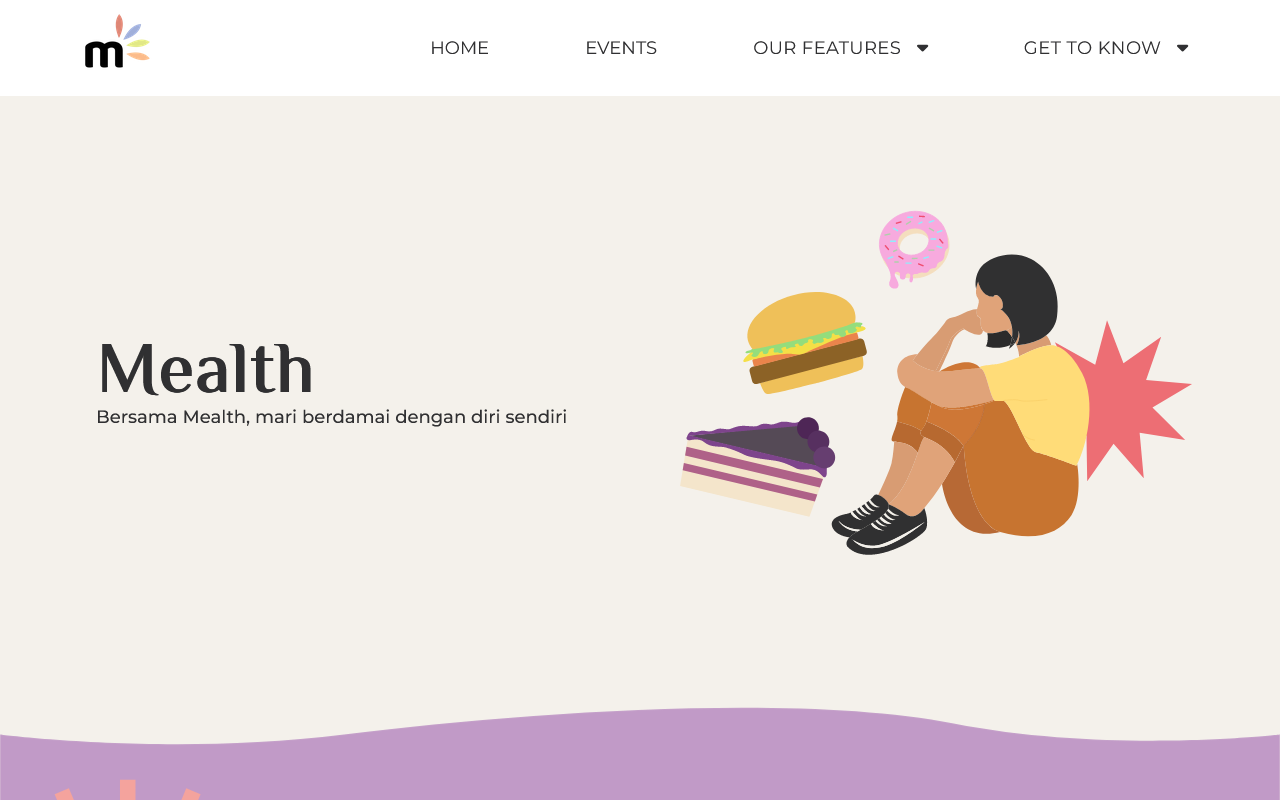 m
HOME
EVENTS
OUR FEATURES
GET TO KNOW
Mealth
Bersama Mealth, mari berdamai dengan diri sendiri